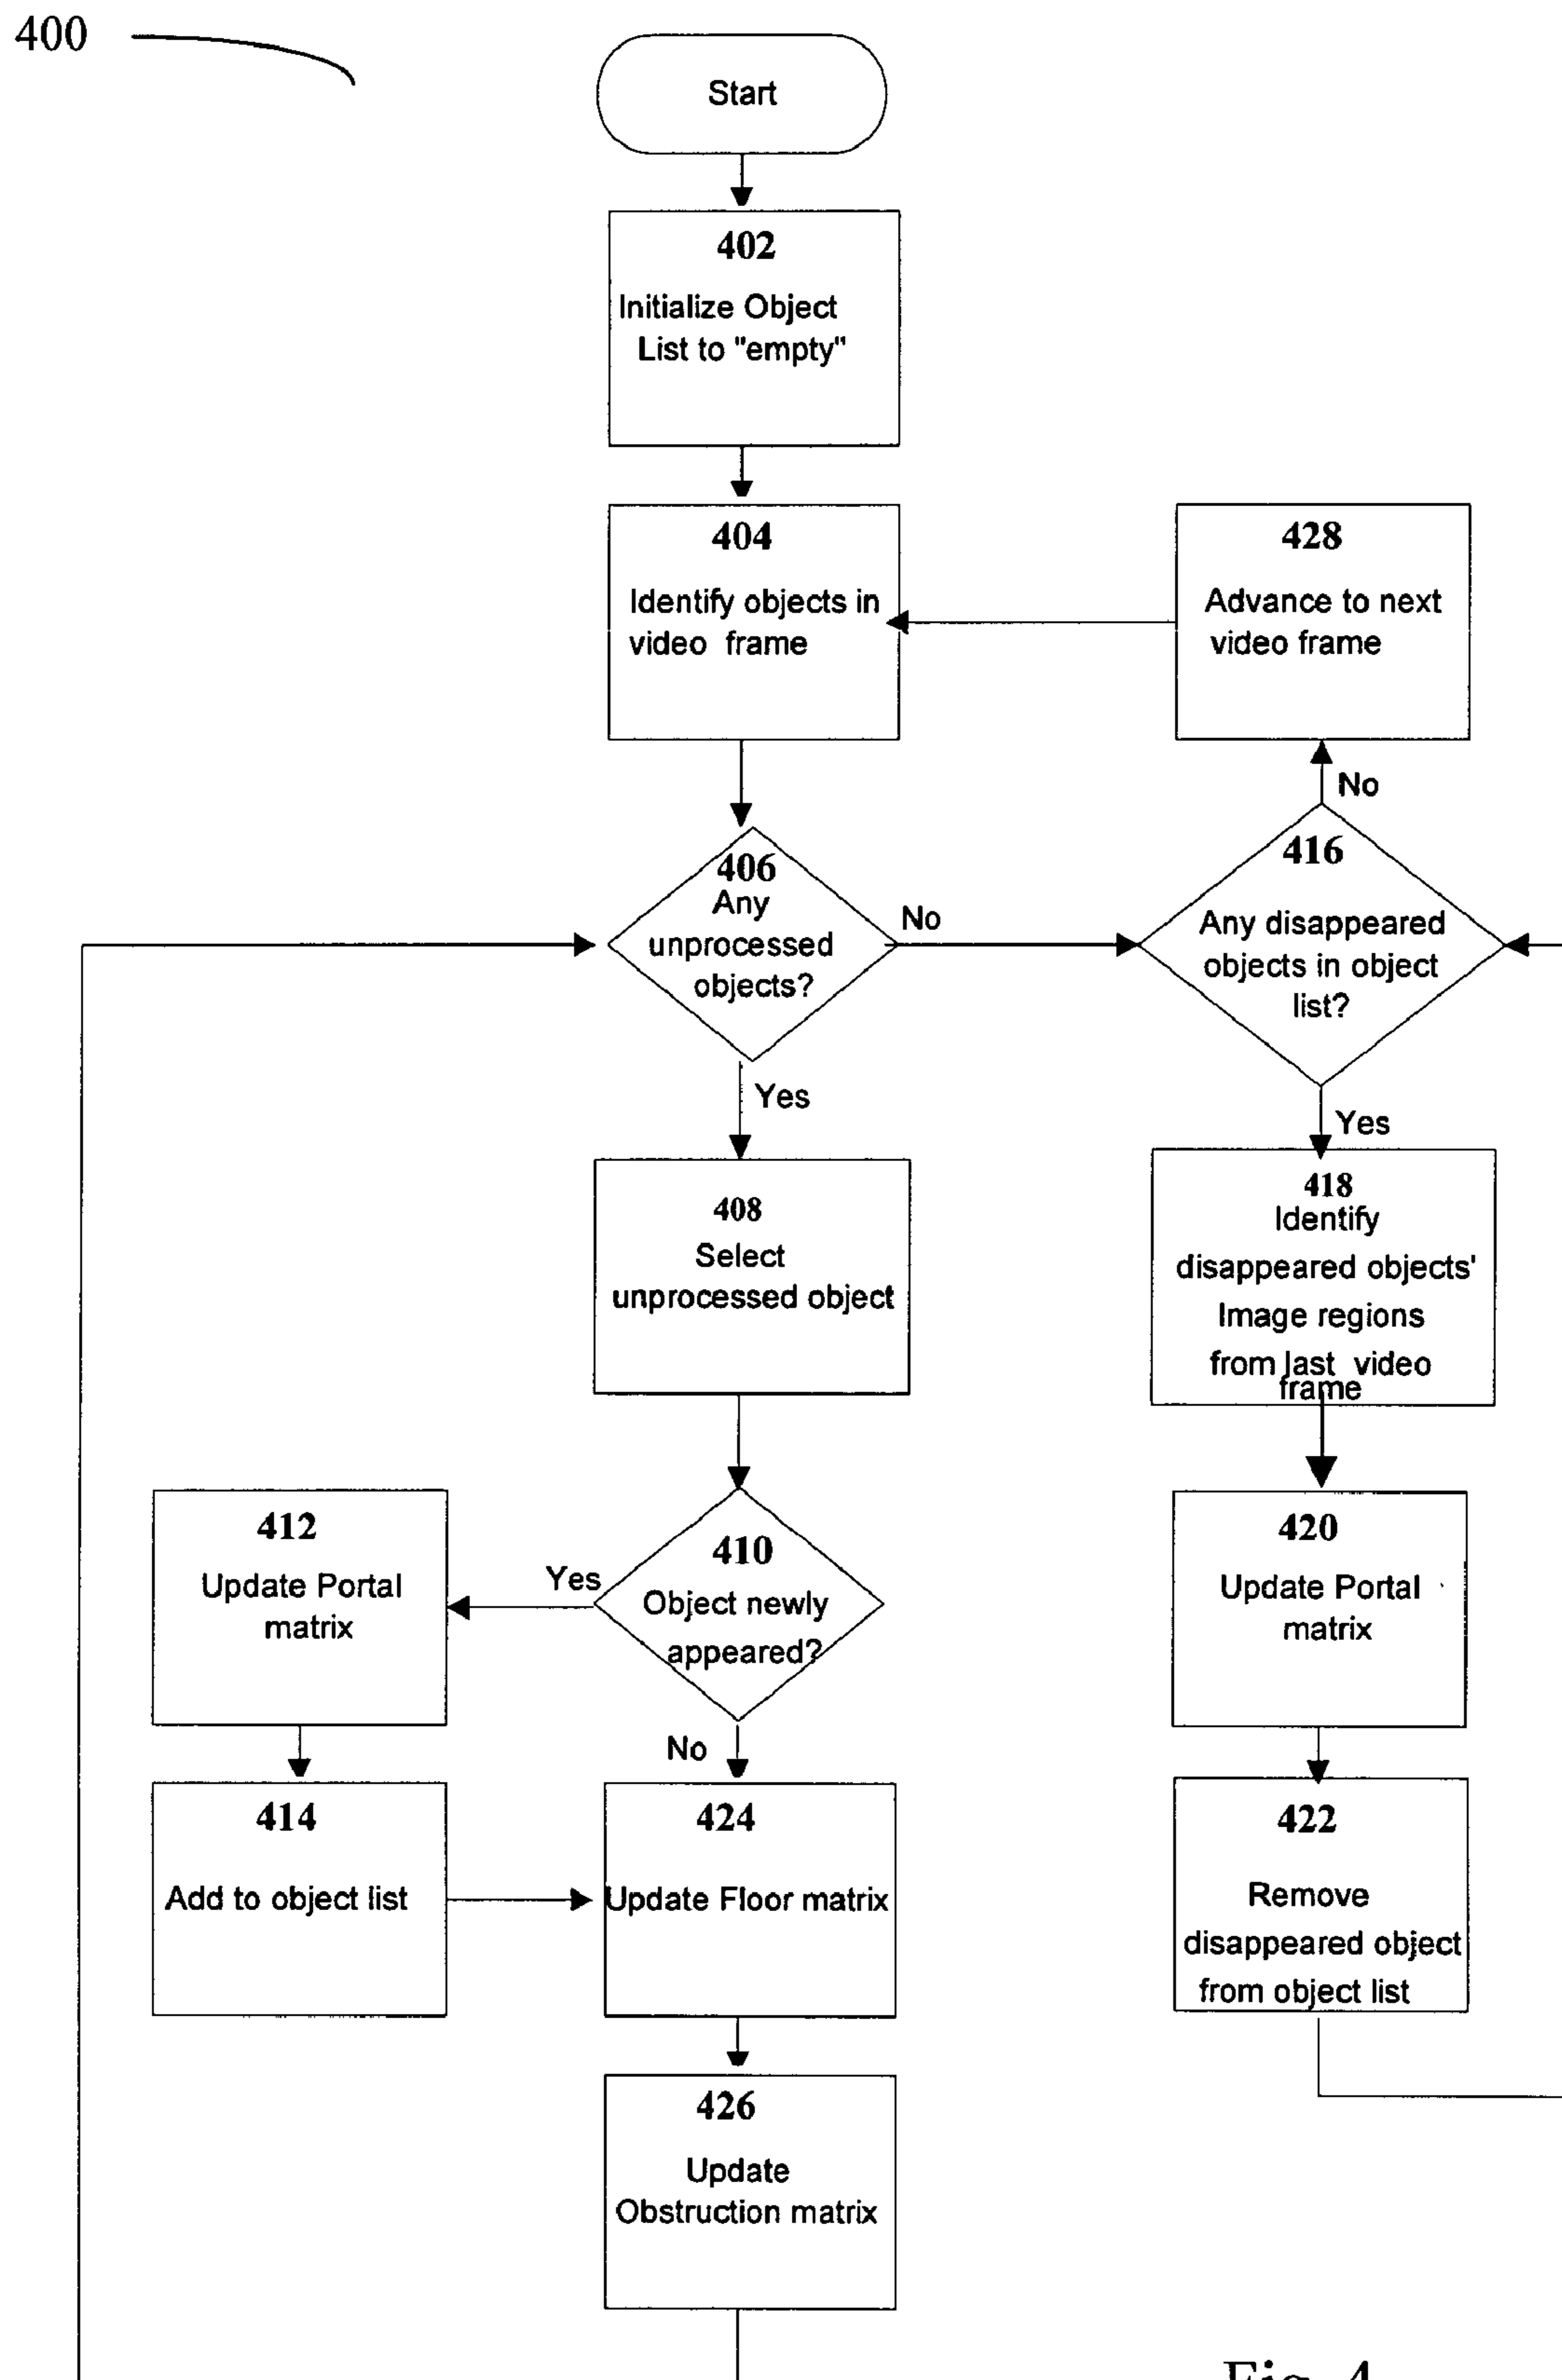 400
Start
402
Initialize Object
List to "empty"
404
Identify objects in
video frame
428
Advance to next
video frame
No
406
Any
unprocessed
objects?
No
416
Any disappeared
objects in object
list?
Yes
Yes
408
Select
unprocessed object
418
Identify
disappeared objects'
Image regions
from last video
frame
412
Update Portal
matrix
Yes
410
Object newly
appeared?
420
Update Portal
matrix
No
414
Add to object list
424
Update Floor matrix
422
Remove
disappeared object
from object list
426
Update
Obstruction matrix
Fig. 4